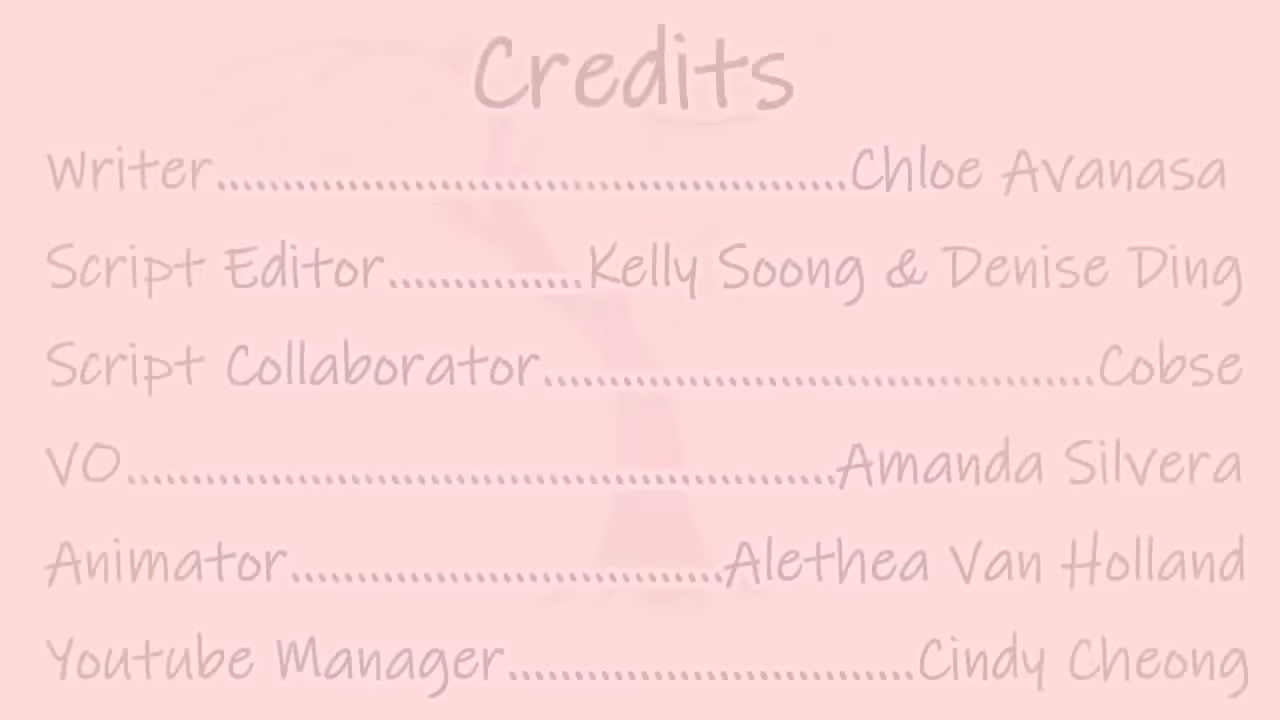 Credits
Writer................................................Chloe Avanasa
Script Editor...............Kelly Soong & Denise Ding
Script Collaborator..........................................Cobse
VO......................................................Amanda Silvera
Animator.................................Alethea Van Holland
Youtube Manager...............................Cindy Cheong